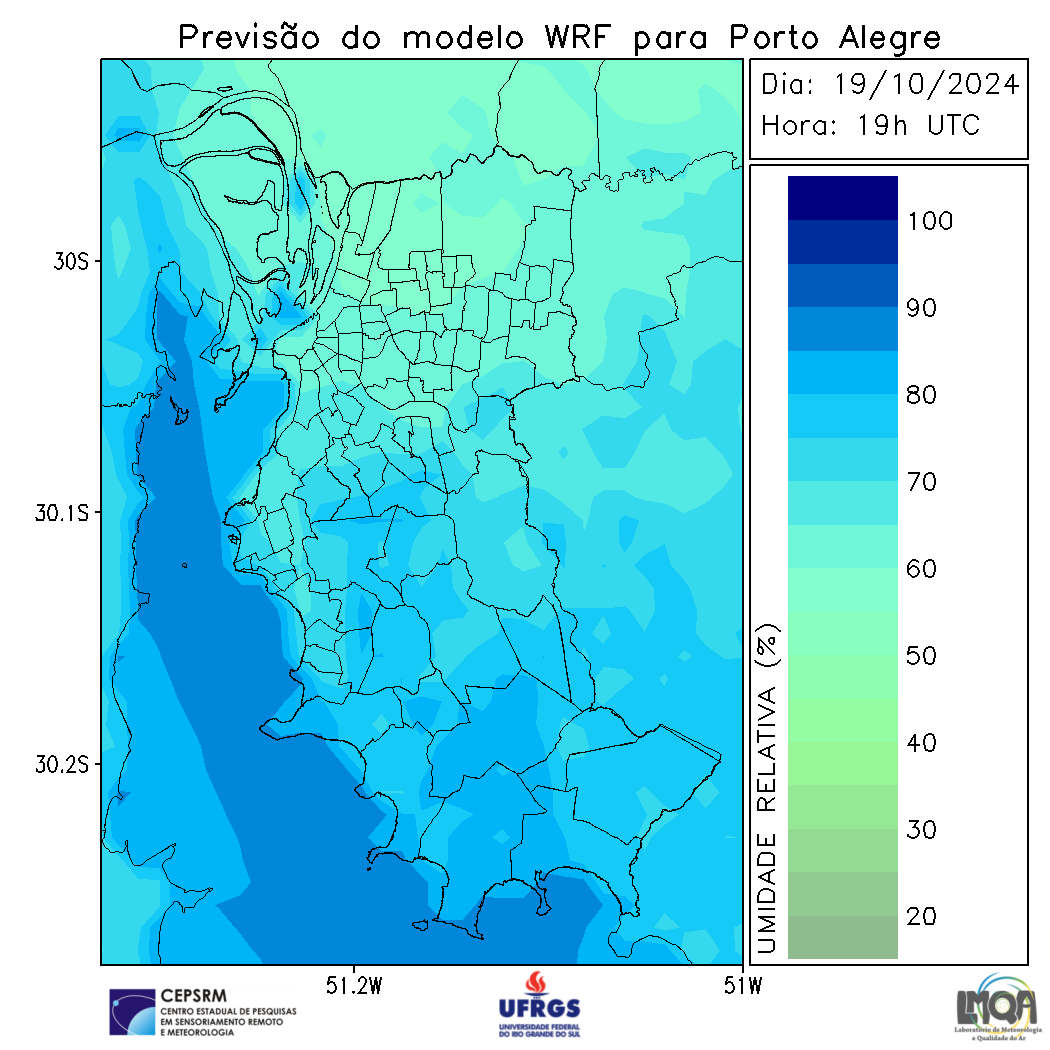 Previsão do modelo WRF para Porto Alegre
Dia: 19/10/2024
Hora: 19h UTC
30S
30.1S
30.2S
51.2W
51W
UMIDADE RELATIVA (%)
100
90
80
70
60
50
40
30
20
CEPSRM
CENTRO ESTADUAL DE PESQUISAS
EM SENSORIAMENTO REMOTO
E METEOROLOGIA
UFRGS
UNIVERSIDADE FEDERAL
DO RIO GRANDE DO SUL
LMQA
Laboratório de Meteorologia
e Qualidade do Ar